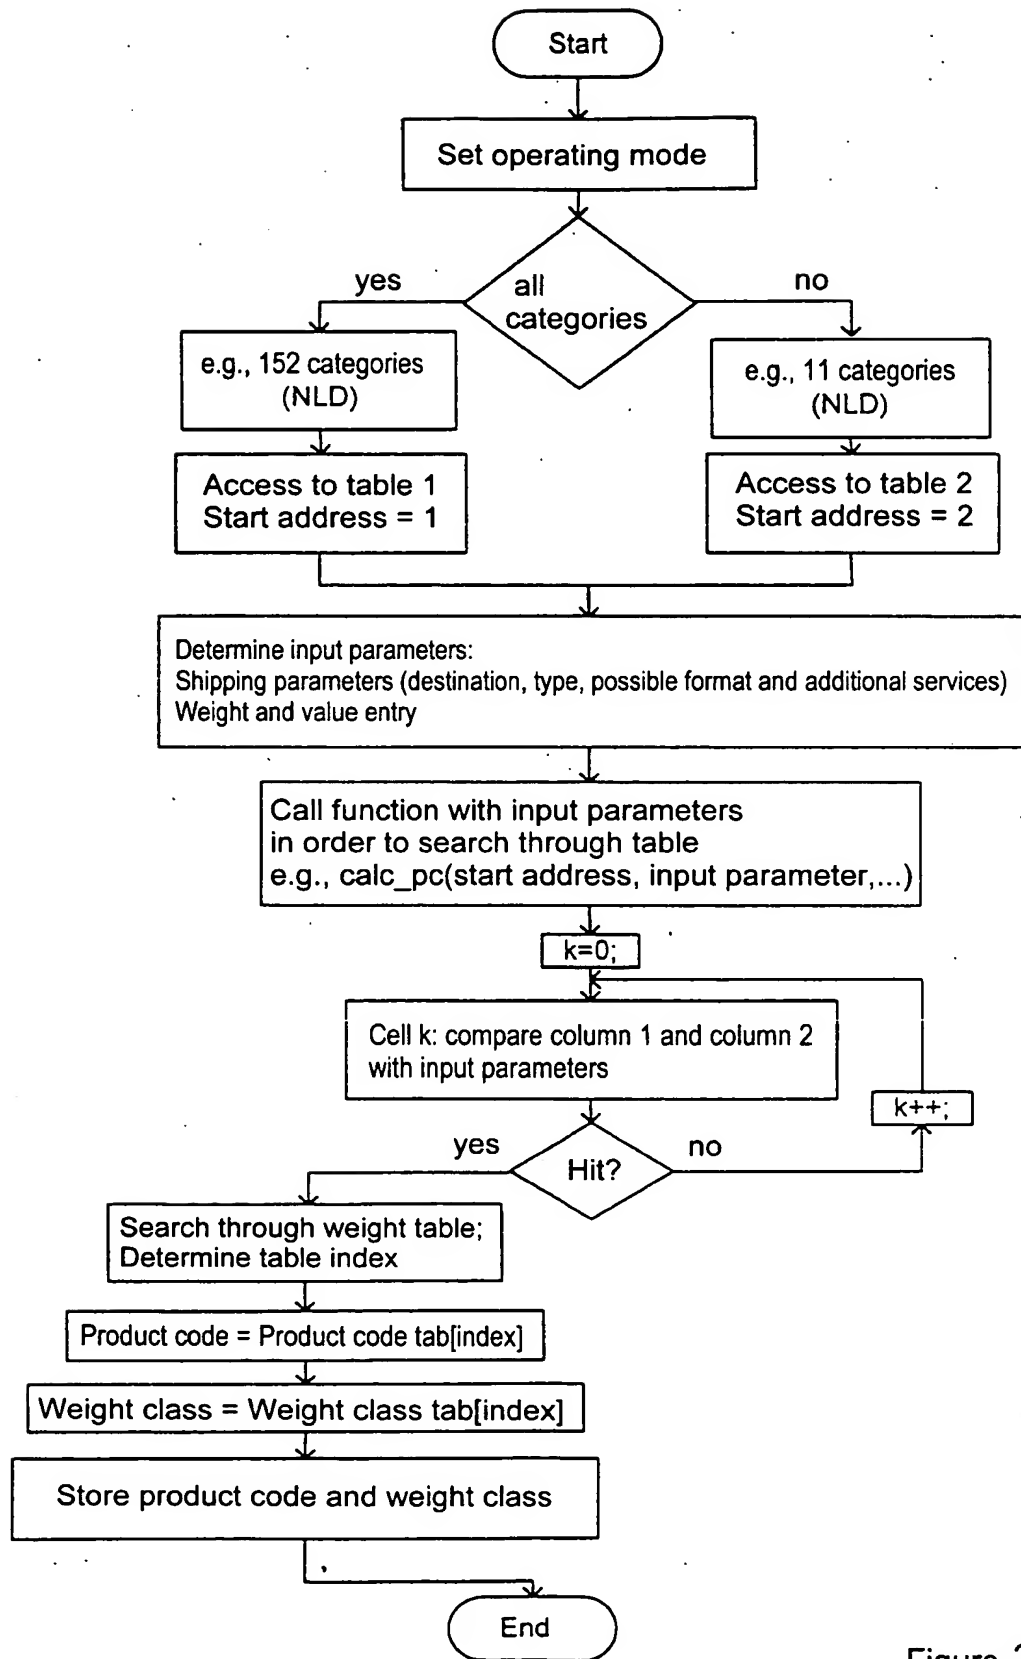 Start
Set operating mode
yes
all
categories
no
e.g., 152 categories
(NLD)
e.g., 11 categories
(NLD)
Access to table 1
Start address = 1
Access to table 2
Start address = 2
Determine input parameters:
Shipping parameters (destination, type, possible format and additional services)
Weight and value entry
Call function with input parameters
in order to search through table
e.g., calc_pc(start address, input parameter,...)
k=0;
Cell k: compare column 1 and column 2
with input parameters
k++;
yes
Hit?
no
Search through weight table;
Determine table index
Product code = Product code tab[index]
Weight class = Weight class tab[index]
Store product code and weight class
End
Figure